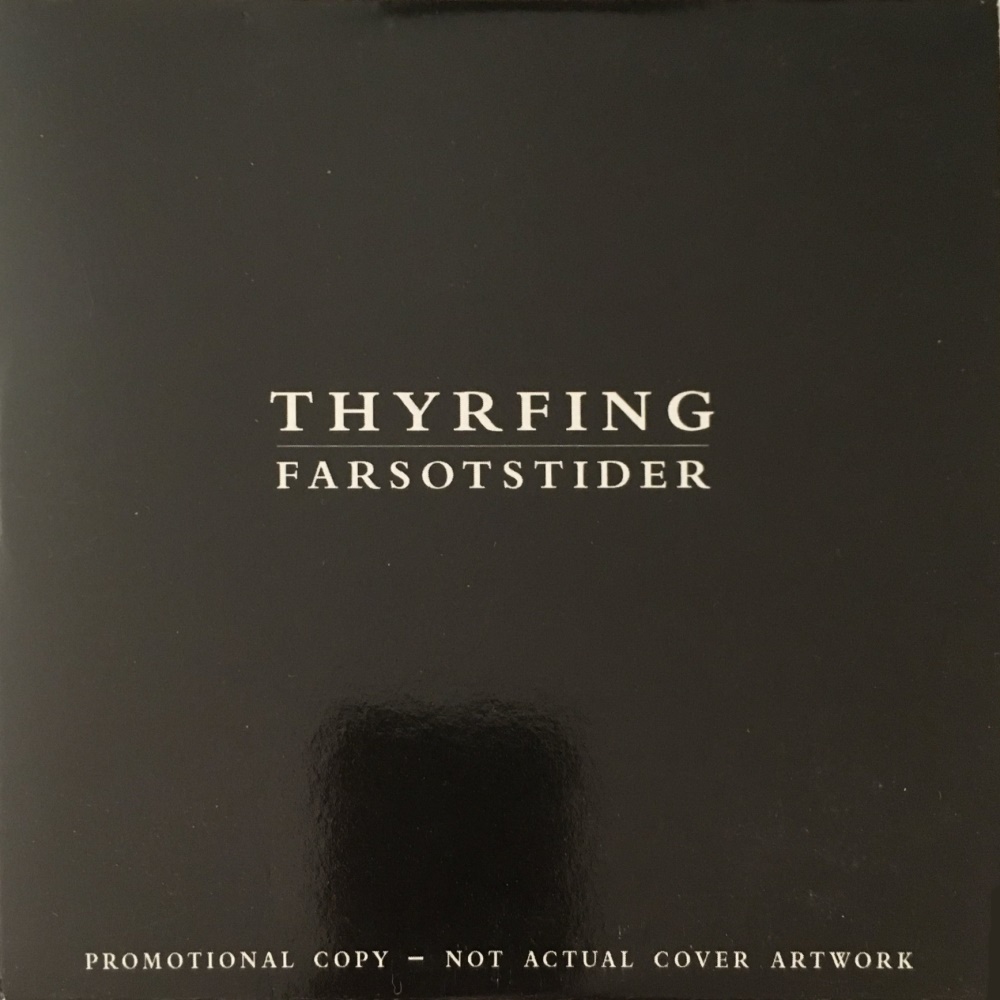 THYRFING
FARSOTSTIDER
PROMOTIONAL COPY – NOT ACTUAL COVER ARTWORK